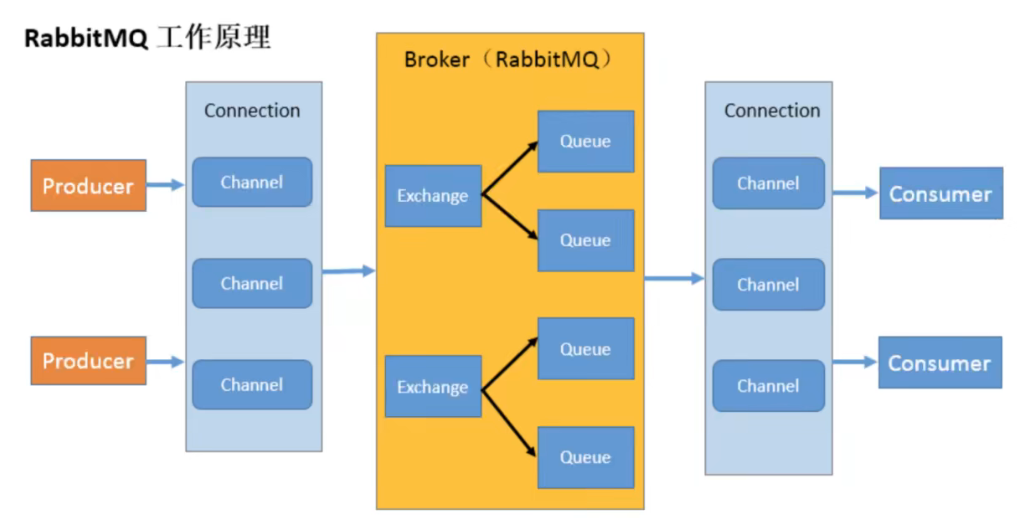 RabbitMQ 工作原理
Producer
Producer
Connection
Channel
Channel
Channel
Broker（RabbitMQ）
Exchange
Queue
Queue
Exchange
Queue
Queue
Connection
Channel
Channel
Channel
Consumer
Consumer